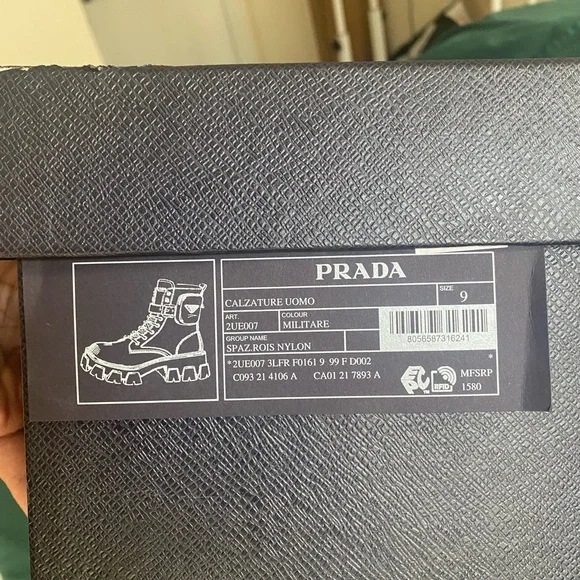 PRADA
CALZATURE UOMO
SIZE
9
ART.
COLOUR
2UE007
MILITARE
GROUP NAME
SPAZ.ROIS NYLON
8056587316241
*2UE007 3LFR F0161 9 99 F D002
C093 21 4106 A CA01 21 7893 A
RFID
MFSRP
1580